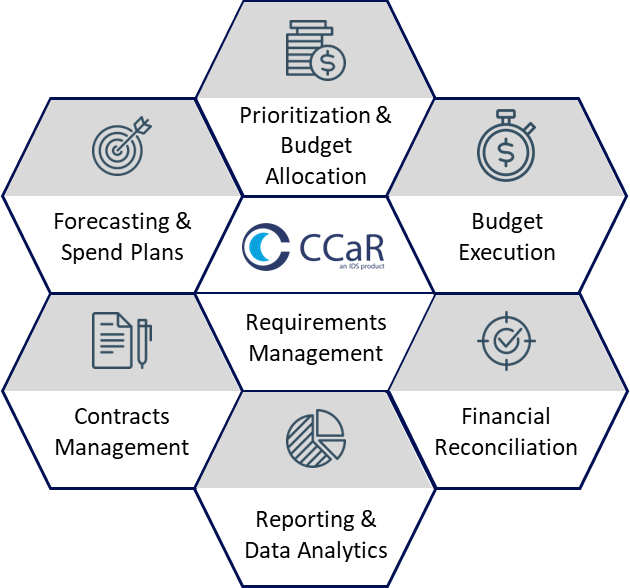 Prioritization &
Budget
Allocation
Forecasting &
Spend Plans
$
Budget
Execution
$
CCaR
an IDS product
Requirements
Management
Contracts
Management
Financial
Reconciliation
Reporting &
Data Analytics